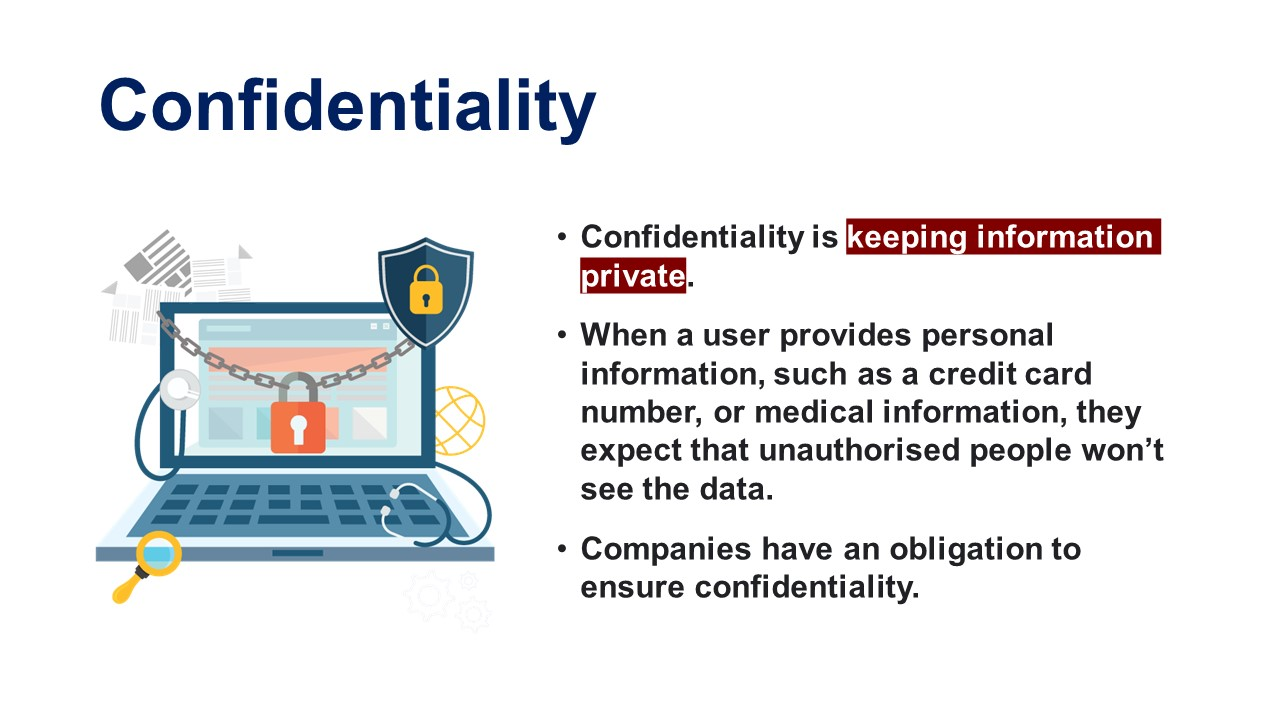 Confidentiality
• Confidentiality is keeping information
private.
• When a user provides personal
information, such as a credit card
number, or medical information, they
expect that unauthorised people won’t
see the data.
• Companies have an obligation to
ensure confidentiality.